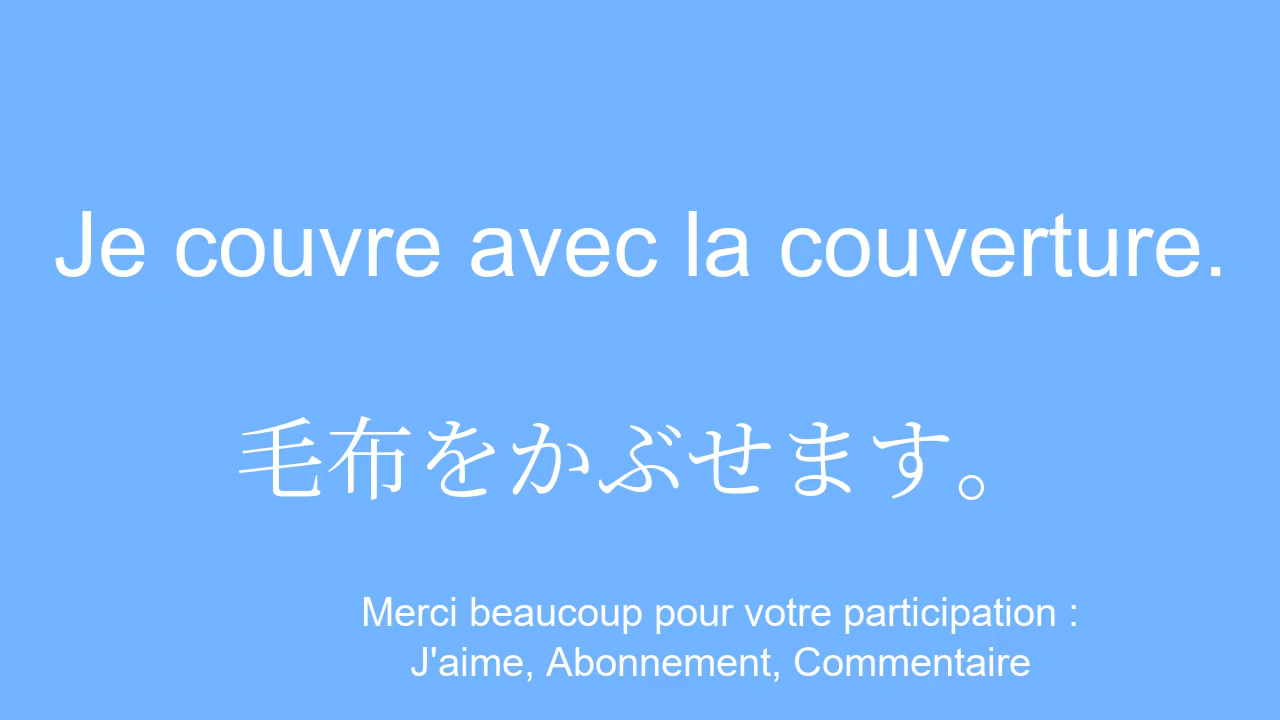 Je couvre avec la couverture.
毛布をかぶせます。
Merci beaucoup pour votre participation :
J'aime, Abonnement, Commentaire